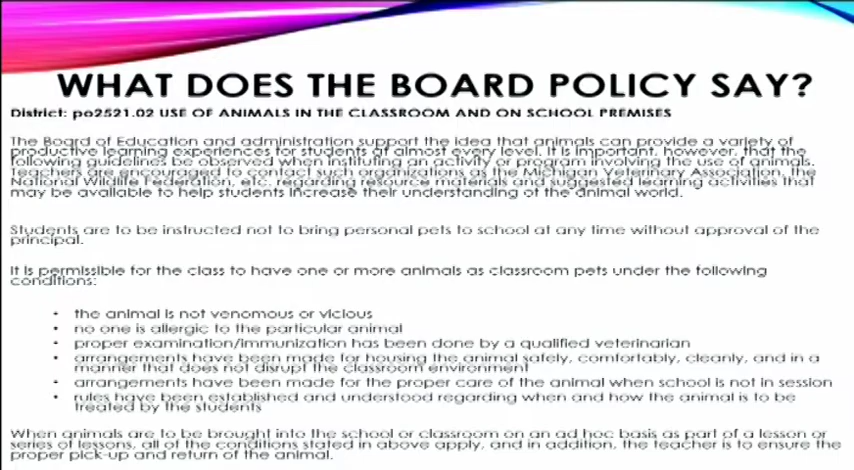 WHAT DOES THE BOARD POLICY SAY?
District: po2521.02 USE OF ANIMALS IN THE CLASSROOM AND ON SCHOOL PREMISES
The Board of Education and administration support the idea that animals can provide a variety of
productive learning experiences for students at almost every level. It is important, however, that the
following guidelines be observed when instituting an activity or program involving the use of animals.
Teachers are encouraged to contact such organizations as the Michigan Veterinary Association, the
National Wildlife Federation, etc. regarding resource materials and suggested learning activities that
may be available to help students increase their understanding of the animal world.
Students are to be instructed not to bring personal pets to school at any time without approval of the
principal.
It is permissible for the class to have one or more animals as classroom pets under the following
conditions:
• the animal is not venomous or vicious
• no one is allergic to the particular animal
• proper examination/immunization has been done by a qualified veterinarian
• arrangements have been made for housing the animal safely, comfortably, cleanly, and in a
manner that does not disrupt the classroom environment
• arrangements have been made for the proper care of the animal when school is not in session
• rules have been established and understood regarding when and how the animal is to be
treated by the students
When animals are to be brought into the school or classroom on an ad hoc basis as part of a lesson or
series of lessons, all of the conditions stated in above apply, and in addition, the teacher is to ensure the
proper pick-up and return of the animal.